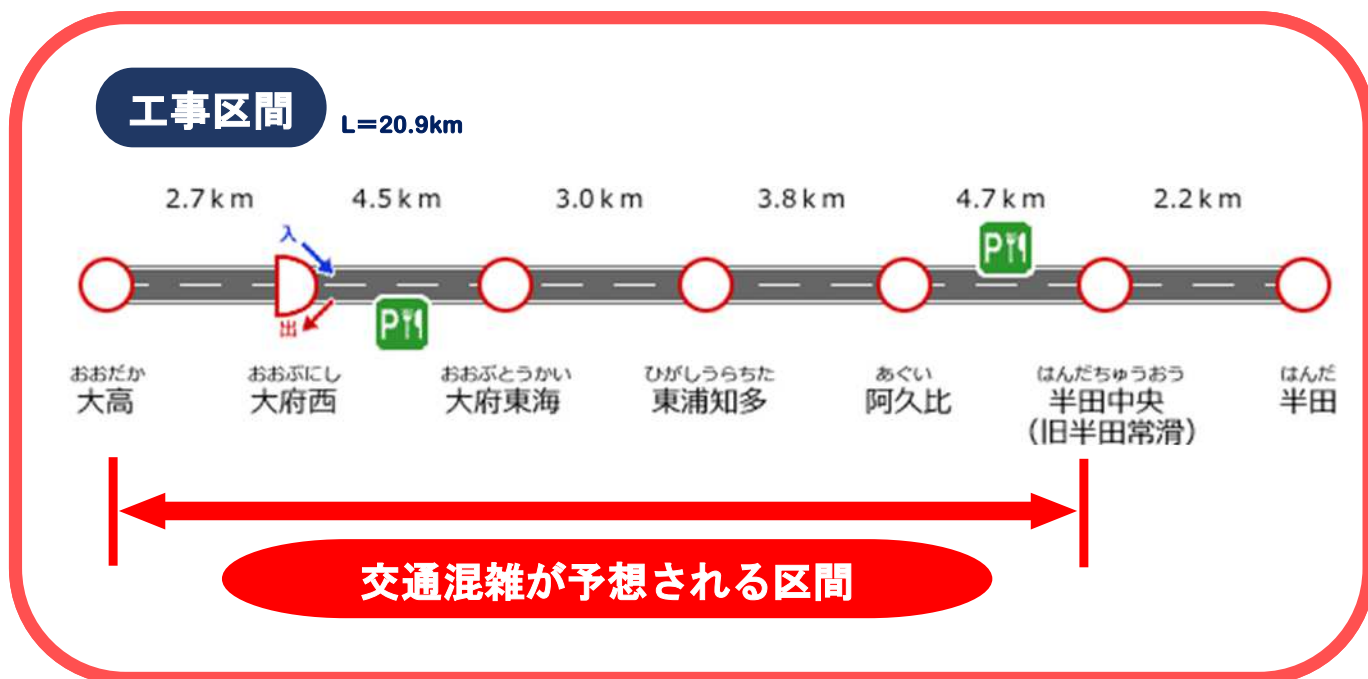 工事区間
L=20.9km
2.7km
4.5km
3.0km
3.8km
4.7km
2.2km
入
出
P
P
おおだか
大高
おおぶにし
大府西
おおぶとうかい
大府東海
ひがしうらちた
東浦知多
あぐい
阿久比
はんだちゅうおう
半田中央
(旧半田常滑)
はんだ
半田
交通混雑が予想される区間